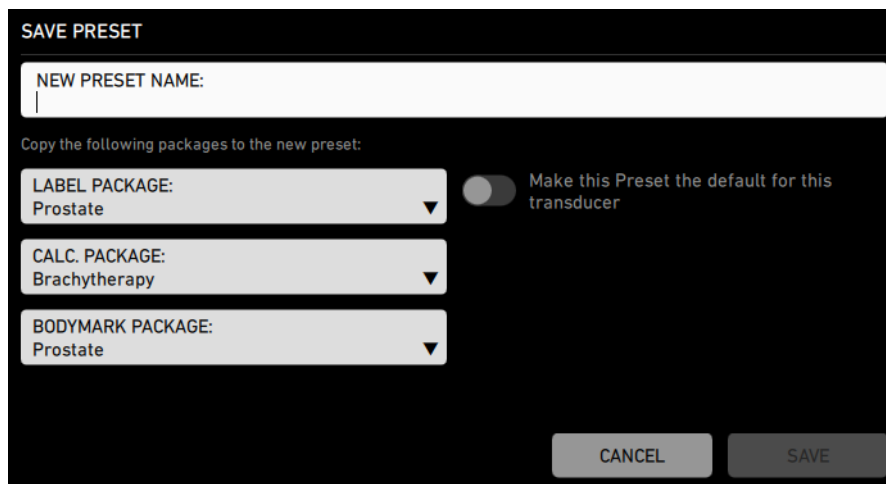 SAVE PRESET
NEW PRESET NAME:
Copy the following packages to the new preset:
LABEL PACKAGE:
Prostate
Make this Preset the default for this
transducer
CALC. PACKAGE:
Brachytherapy
BODYMARK PACKAGE:
Prostate
CANCEL
SAVE